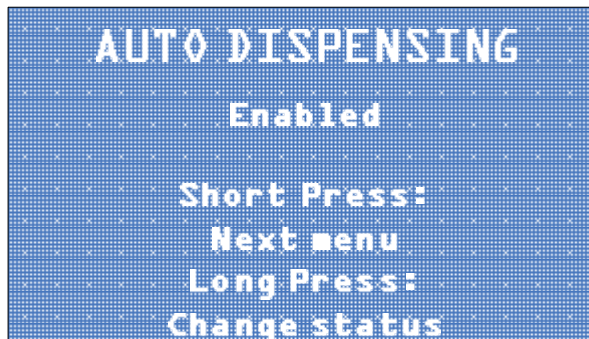 AUTO DISPENSING
Enabled
Short Press:
Next menu
Long Press:
Change status